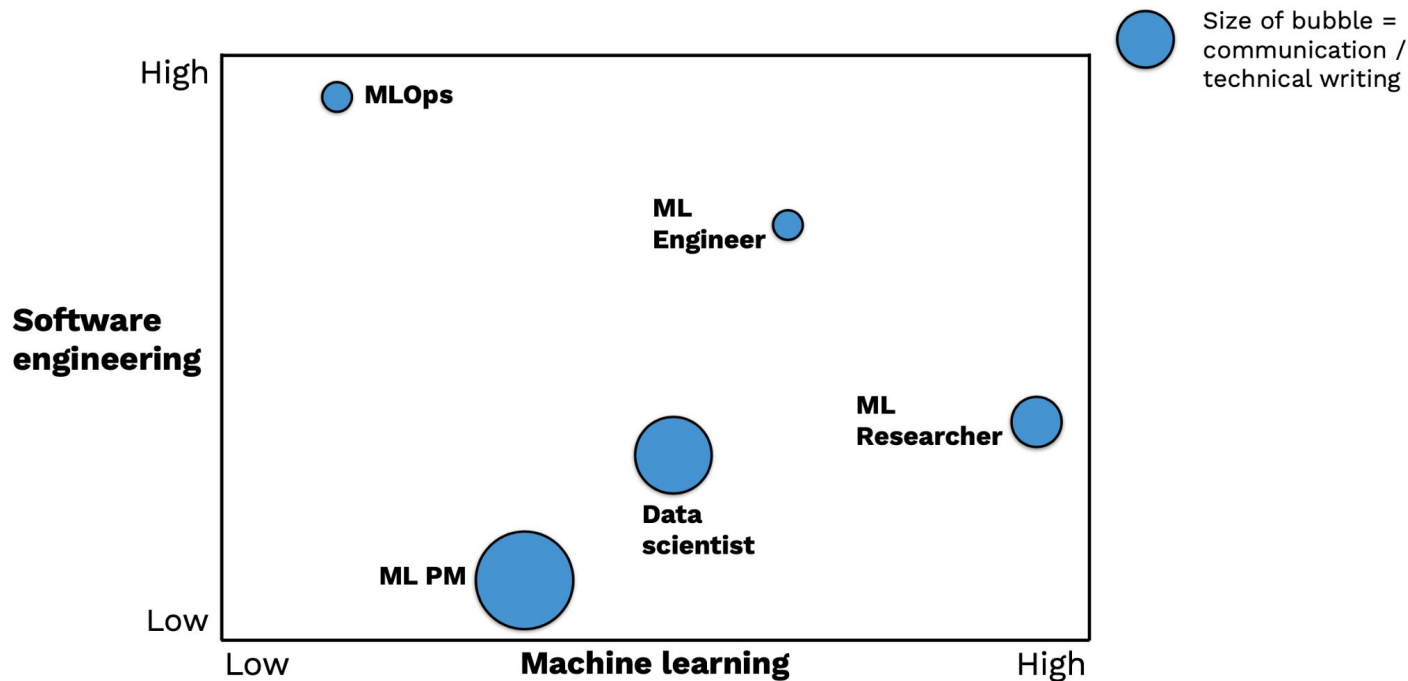 Size of bubble =
communication /
technical writing
High
MLOps
ML
Engineer
Software
engineering
ML
Researcher
Data
scientist
ML PM
Low
Low
Machine learning
High